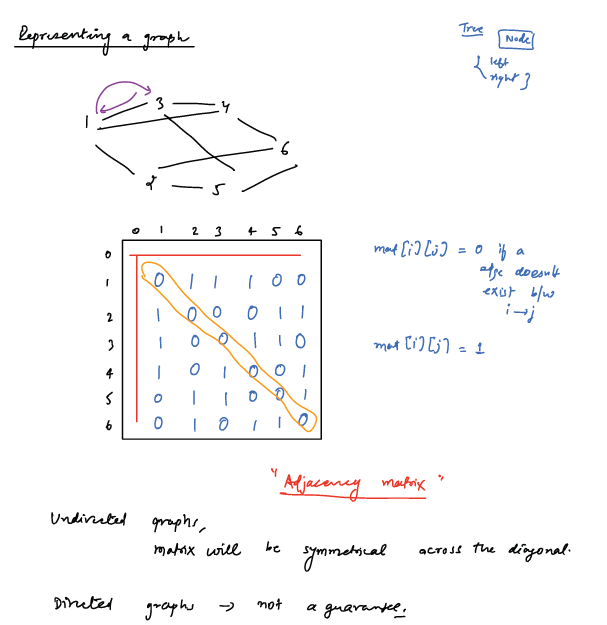 Representing a graph
Tree Node
{ left
right }
3 4
1
6
2 5
0 1 2 3 4 5 6
0
1 0 1 1 1 0 0
2 1 0 0 0 1 1
3 1 0 0 1 1 0
4 1 0 1 0 0 1
5 0 1 1 0 0 1
6 0 1 0 1 1 0
mat[i][j] = 0 if a
edge doesnt
exist b/w
i→j
mat[i][j] = 1
"Adjacency matrix"
Undirected graphs,
matrix will be symmetrical across the diagonal.
Directed graph → not a guarantee.